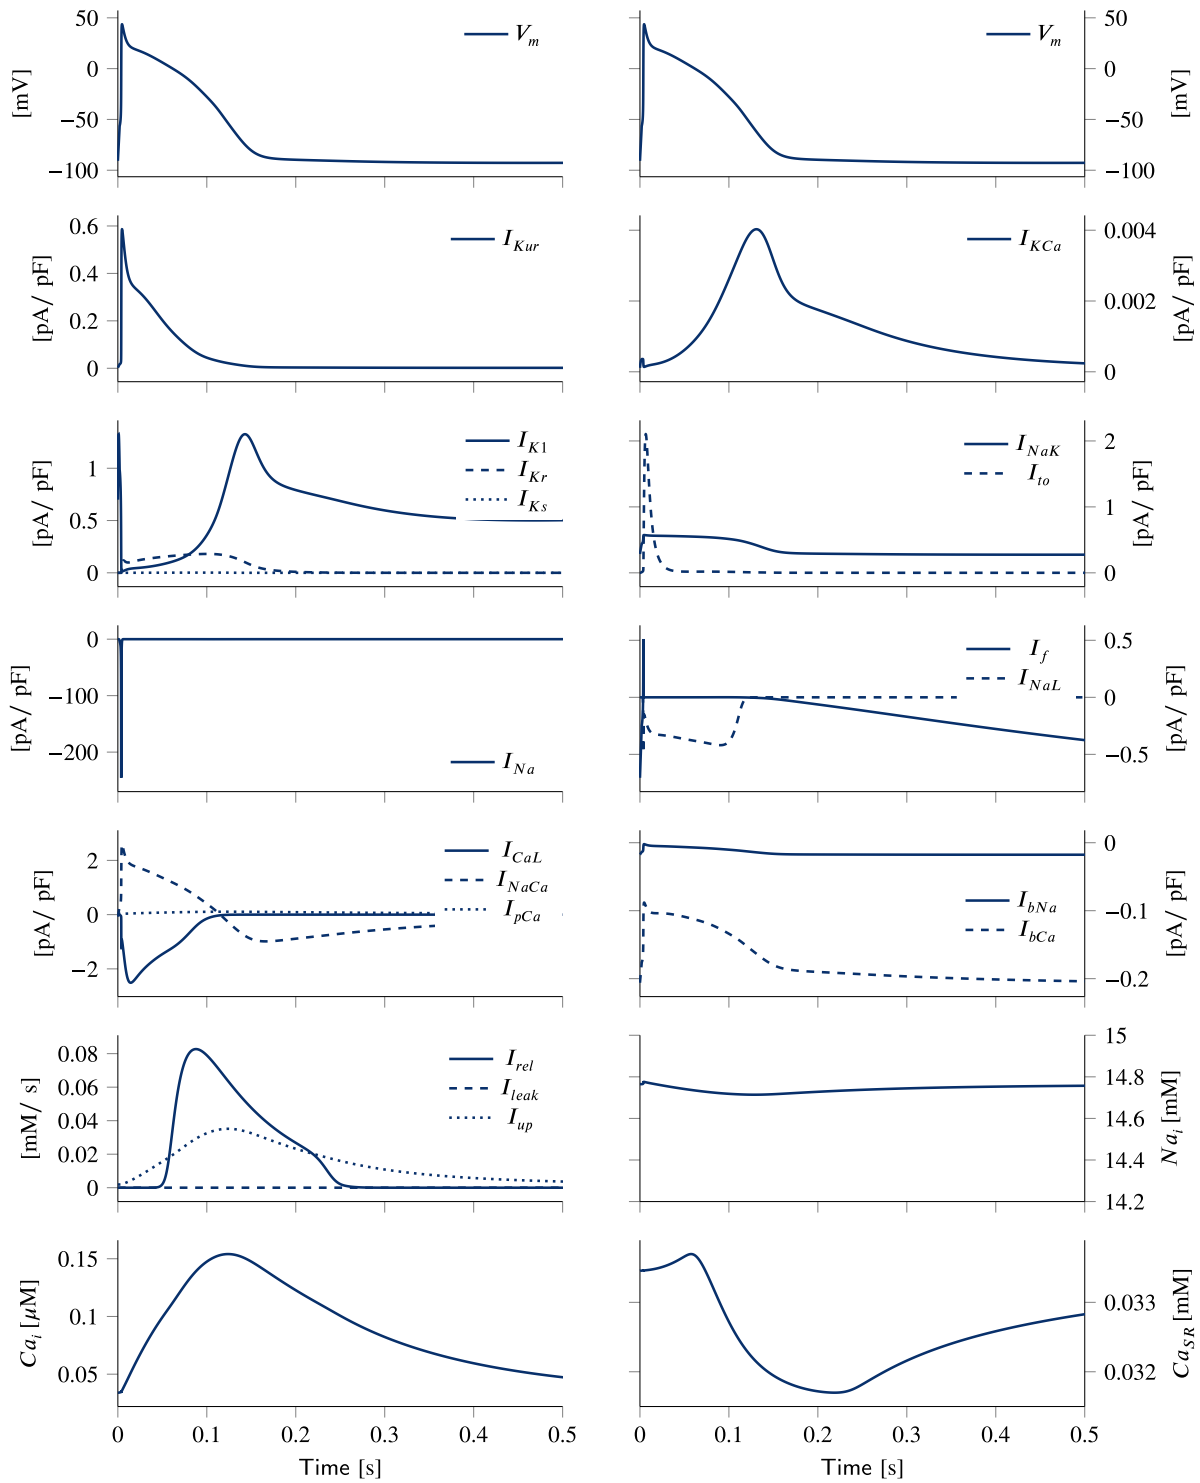 50
0
−50
−100
[mV]
V_m
50
0
−50
−100
[mV]
V_m
0.6
0.4
0.2
0
[pA/ pF]
I_Kur
0.004
0.002
0
[pA/ pF]
I_KCa
1
0.5
0
[pA/ pF]
I_K1
I_Kr
I_Ks
2
1
0
[pA/ pF]
I_NaK
I_to
0
−100
−200
[pA/ pF]
I_Na
0.5
0
−0.5
[pA/ pF]
I_f
I_NaL
2
0
−2
[pA/ pF]
I_CaL
I_NaCa
I_pCa
0
−0.1
−0.2
[pA/ pF]
I_bNa
I_bCa
0.08
0.06
0.04
0.02
0
[mM/ s]
I_rel
I_leak
I_up
15
14.8
14.6
14.4
14.2
Na_i [mM]
0.15
0.1
0.05
Ca_i [μM]
0 0.1 0.2 0.3 0.4 0.5
Time [s]
0.033
0.032
Ca_SR [mM]
0 0.1 0.2 0.3 0.4 0.5
Time [s]